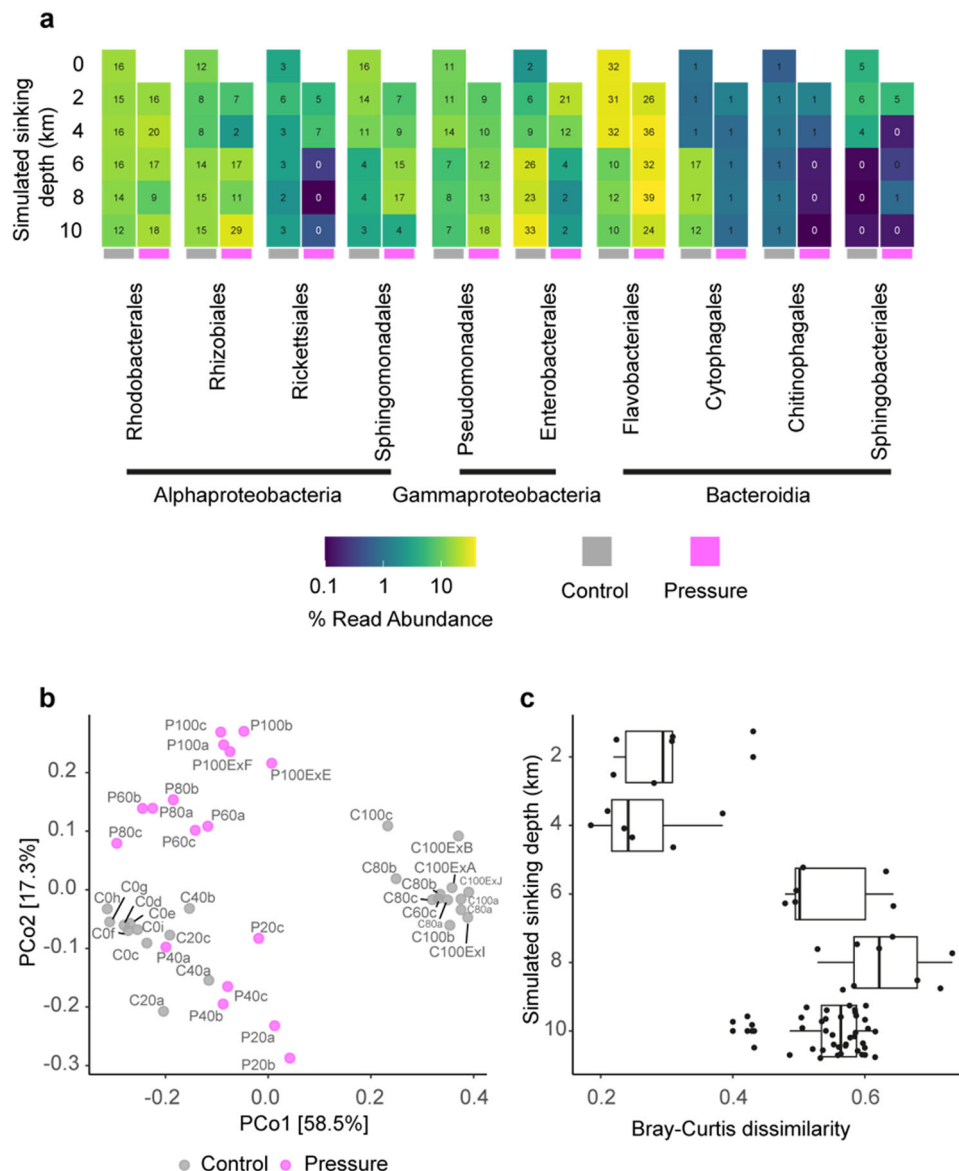 a
Simulated sinking depth (km)
0 16 12 3 16 11 2 32 1 1 5
2 15 16 8 7 6 5 14 7 11 9 6 21 31 26 1 1 1 1 6 5
4 16 20 8 2 3 7 11 9 14 10 9 12 32 36 1 1 1 1 4 0
6 16 17 14 17 3 0 4 15 7 12 26 4 10 32 17 1 1 0 0 0
8 14 9 15 11 2 0 4 17 8 13 23 2 12 39 17 1 1 0 0 1
10 12 18 15 29 3 0 3 4 7 18 33 2 10 24 12 1 1 0 0 0
Rhodobacterales
Rhizobiales
Rickettsiales
Sphingomonadales
Pseudomonadales
Enterobacterales
Flavobacteriales
Cytophagales
Chitinophagales
Sphingobacteriales
Alphaproteobacteria Gammaproteobacteria Bacteroidia
0.1 1 10
% Read Abundance
Control Pressure
b
PCo2 [17.3%]
0.2
0.1
0.0
-0.1
-0.2
-0.3
P100c P100b
P100a
P100ExF
P100ExE
P60b P80b
P80a P60a
P80c P60c
C100c
C100ExB
C80b C100ExA
C80b C100ExJ
C80c C100a
C60c C80a
C80a
C100b
C100ExI
C0g
C0h C0d C40b
C0e
C0i
C0f C20c P20c
C0c P40a
C40a
P40c
C20a P40b
P20a
P20b
-0.2 0.0 0.2 0.4
PCo1 [58.5%]
Control Pressure
c
Simulated sinking depth (km)
2
4
6
8
10
0.2 0.4 0.6
Bray-Curtis dissimilarity